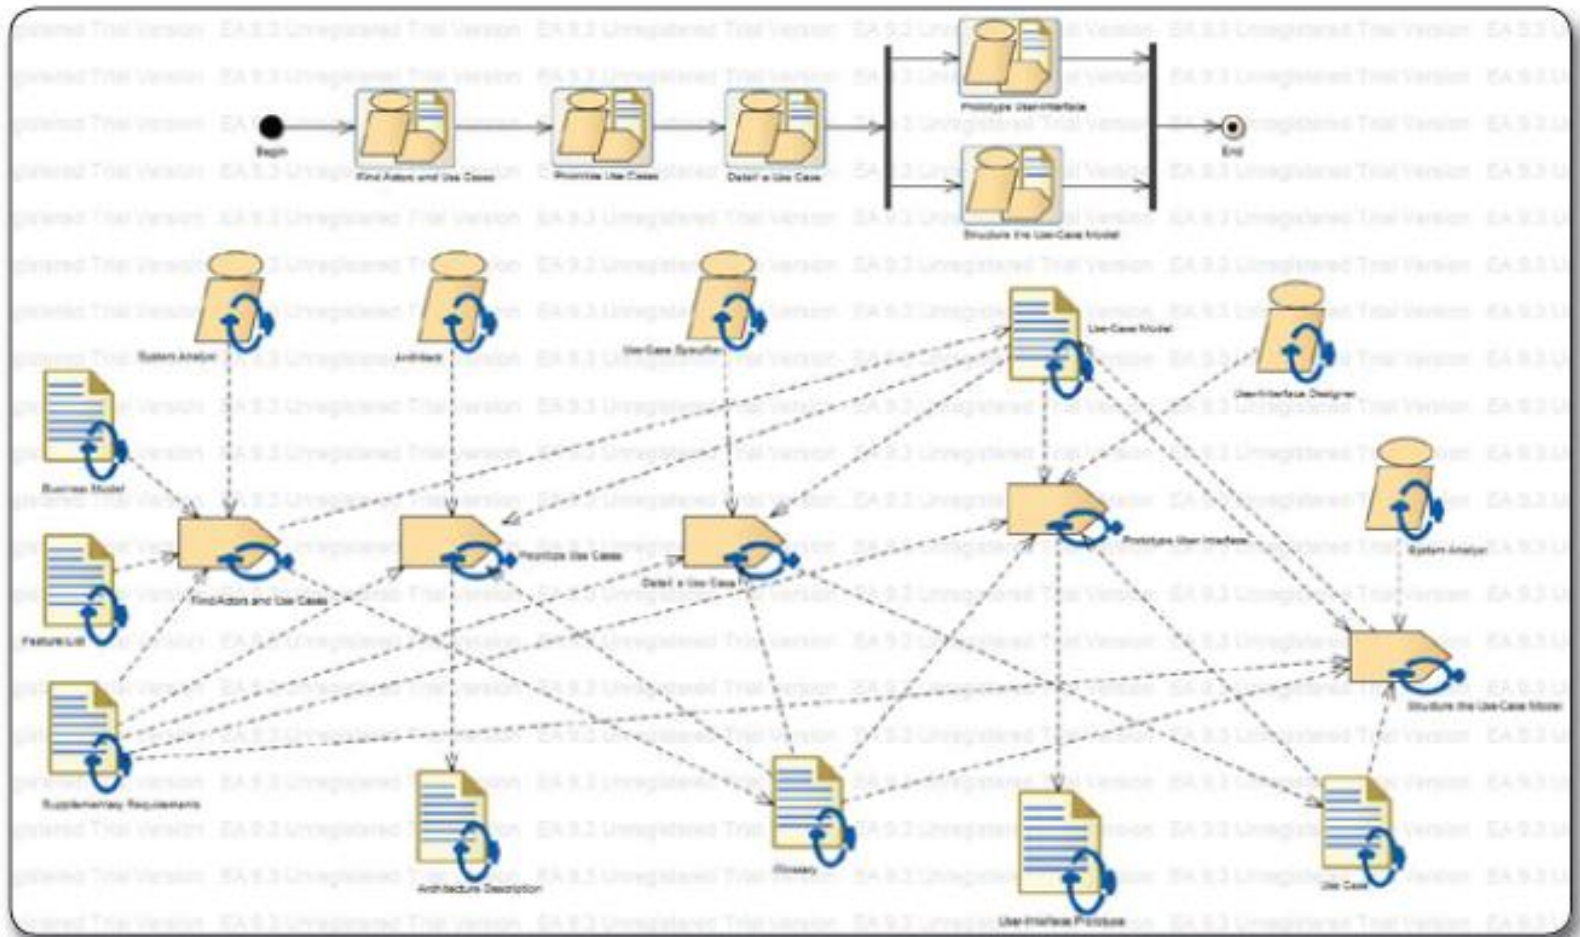 Prototype User-Interface
Begin
End
Find Actors and Use Cases
Prioritize Use Cases
Detail a Use Case
Structure the Use-Case Model
System Analyst
Architect
Use-Case Specifier
Use-Case Model
User-Interface Designer
Business Model
System Analyst
Prioritize Use Cases
Prototype User Interface
Detail a Use Case
Find Actors and Use Cases
Feature List
Structure the Use-Case Model
Supplementary Requirements
Architecture Description
Glossary
Use Case
User-Interface Prototype
EA 9.3 Unregistered Trial Version